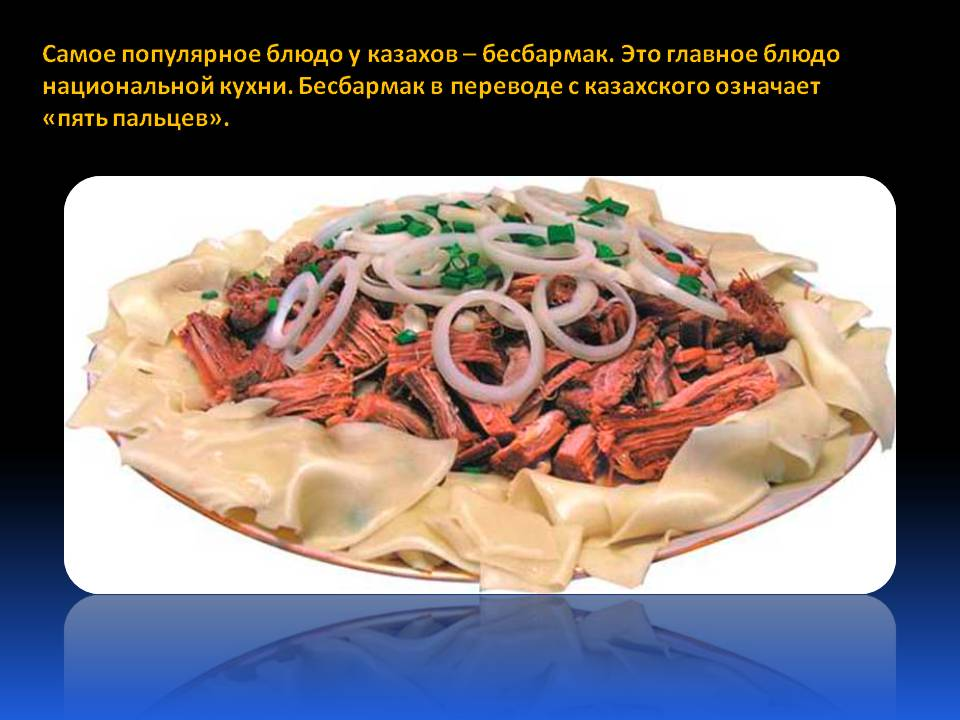 Самое популярное блюдо у казахов – бесбармак. Это главное блюдо
национальной кухни. Бесбармак в переводе с казахского означает
«пять пальцев».